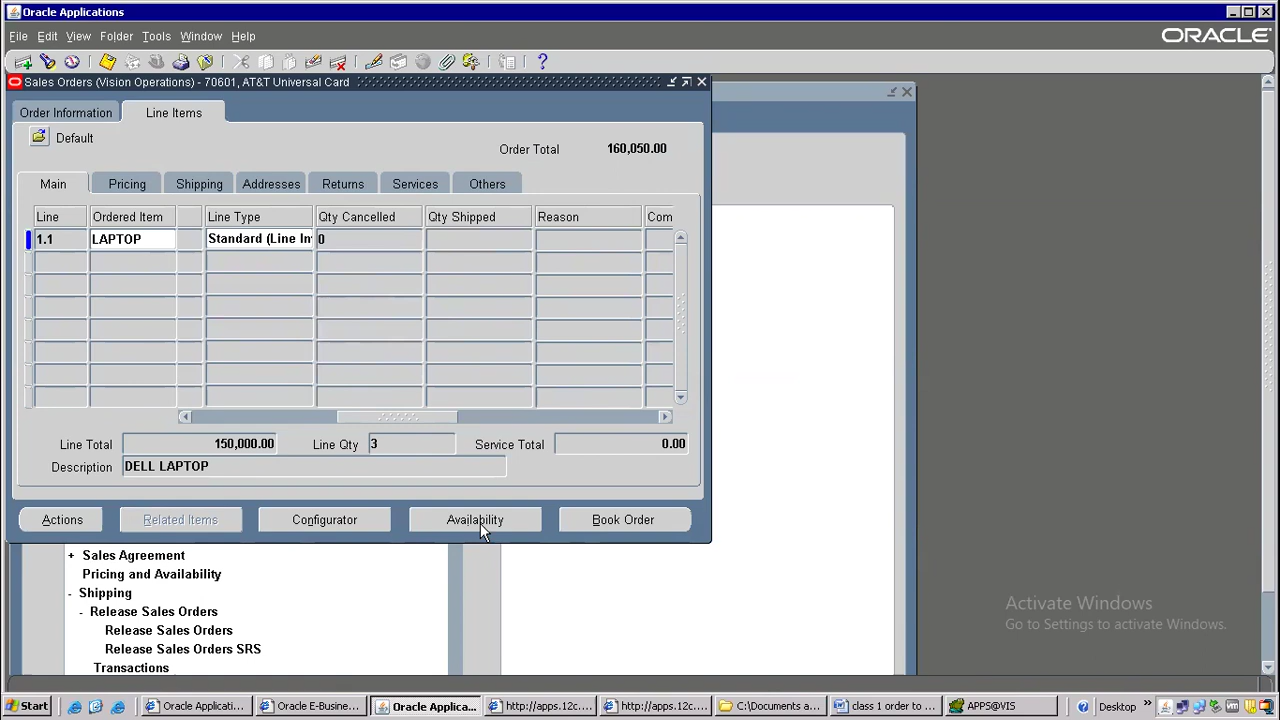 Oracle Applications
File Edit View Folder Tools Window Help
ORACLE
Sales Orders (Vision Operations) - 70601, AT&T Universal Card
Order Information Line Items
Default
Order Total 160,050.00
Main Pricing Shipping Addresses Returns Services Others
Line Ordered Item Line Type Qty Cancelled Qty Shipped Reason Com
1.1 LAPTOP Standard (Line In 0
Line Total 150,000.00 Line Qty 3 Service Total 0.00
Description DELL LAPTOP
Actions Related Items Configurator Availability Book Order
+ Sales Agreement
Pricing and Availability
- Shipping
- Release Sales Orders
Release Sales Orders
Release Sales Orders SRS
Transactions
Activate Windows
Go to Settings to activate Windows.
Start Oracle Applicati... Oracle E-Busine... Oracle Applica... http://apps.c... http://apps.12c... C:\Documents a... class 1 order to ... APPS@VIS Desktop »